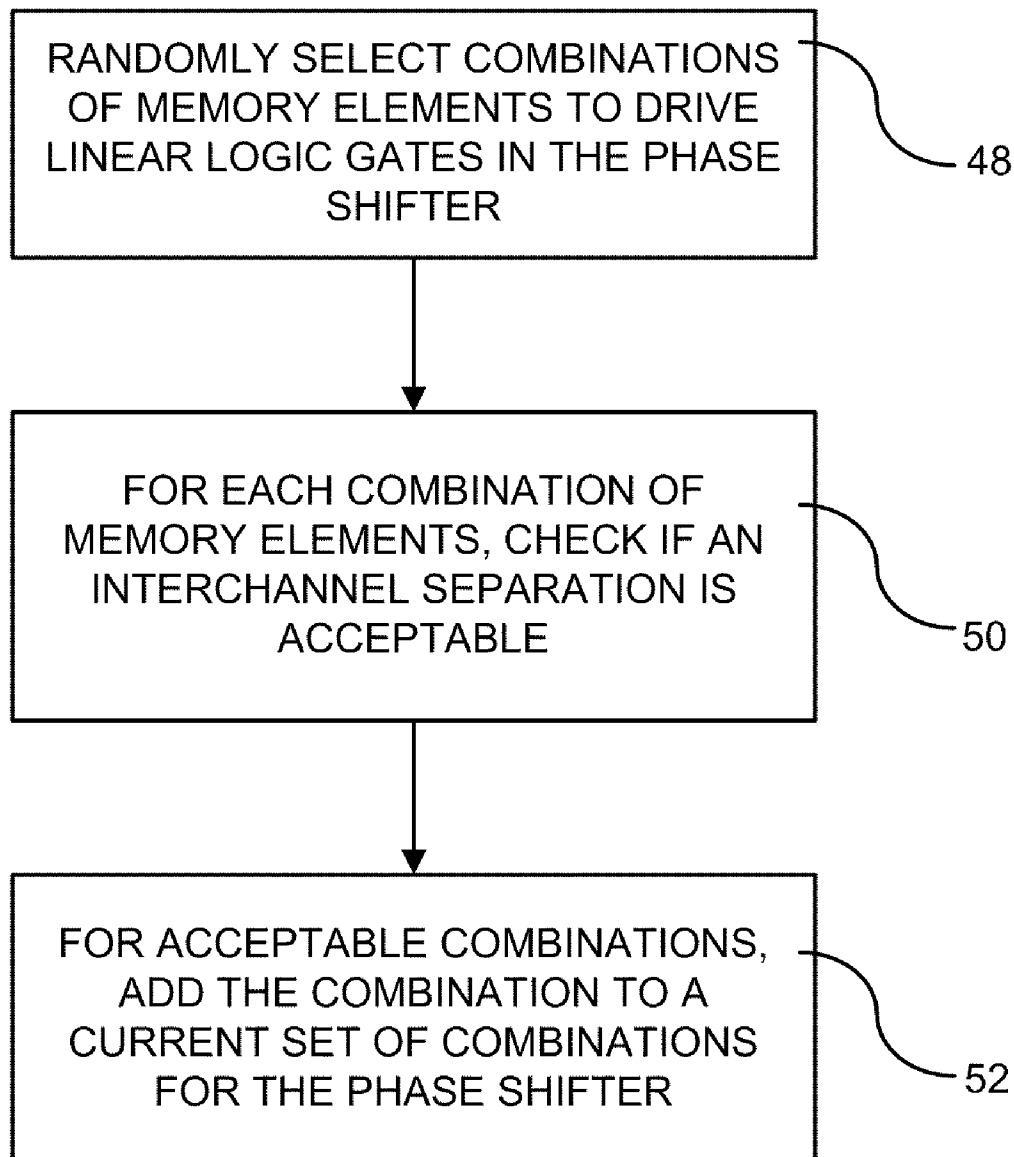 RANDOMLY SELECT COMBINATIONS
OF MEMORY ELEMENTS TO DRIVE
LINEAR LOGIC GATES IN THE PHASE
SHIFTER
48
FOR EACH COMBINATION OF
MEMORY ELEMENTS, CHECK IF AN
INTERCHANNEL SEPARATION IS
ACCEPTABLE
50
FOR ACCEPTABLE COMBINATIONS,
ADD THE COMBINATION TO A
CURRENT SET OF COMBINATIONS
FOR THE PHASE SHIFTER
52